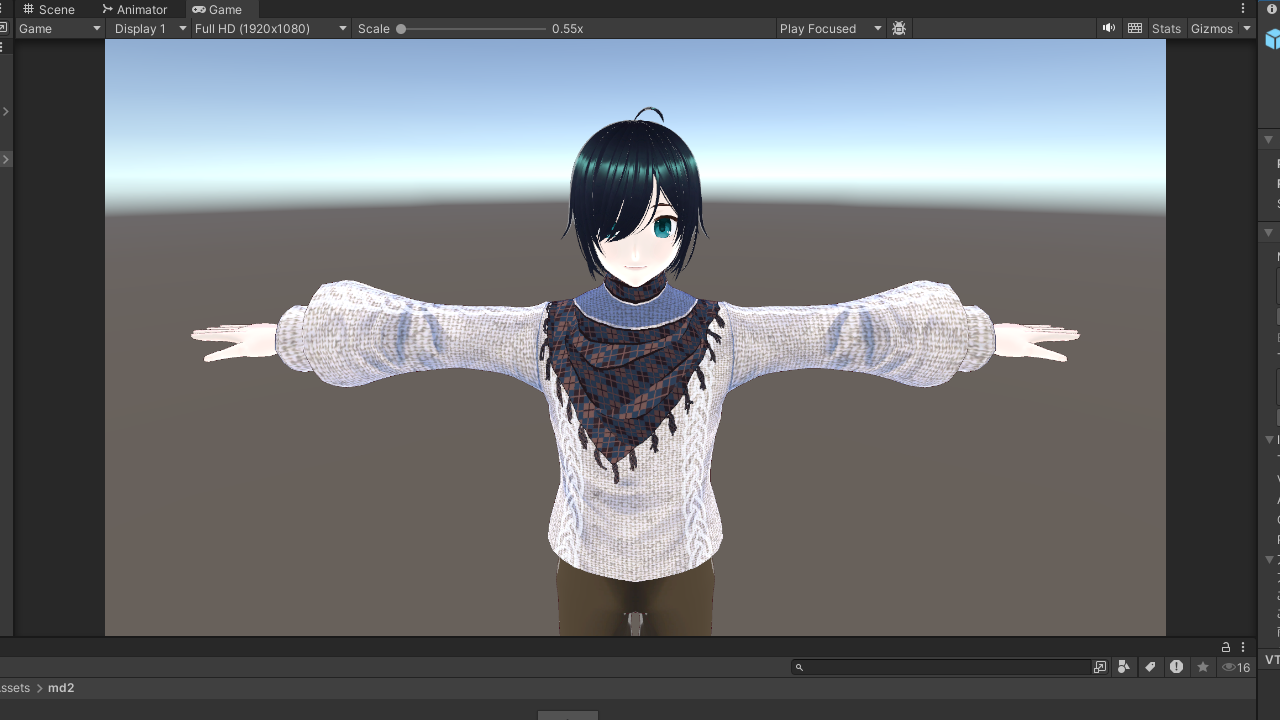 Scene Animator Game
Game Display 1 Full HD (1920x1080) Scale 0.55x Play Focused Stats Gizmos
16
ssets > md2
VT